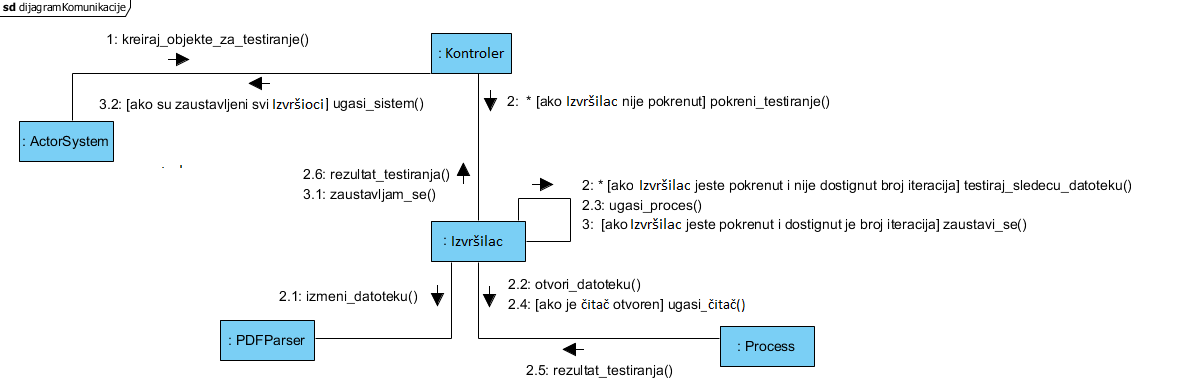 sd dijagramKomunikacije
1: kreiraj_objekte_za_testiranje()
: Kontroler
3.2: [ako su zaustavljeni svi Izvršioci] ugasi_sistem()
2: * [ako Izvršilac nije pokrenut] pokreni_testiranje()
: ActorSystem
2.6: rezultat_testiranja()
3.1: zaustavljam_se()
2: * [ako Izvršilac jeste pokrenut i nije dostignut broj iteracija] testiraj_sledecu_datoteku()
2.3: ugasi_proces()
3: [ako Izvršilac jeste pokrenut i dostignut je broj iteracija] zaustavi_se()
: Izvršilac
2.1: izmeni_datoteku()
2.2: otvori_datoteku()
2.4: [ako je čitač otvoren] ugasi_čitač()
: PDFParser
: Process
2.5: rezultat_testiranja()